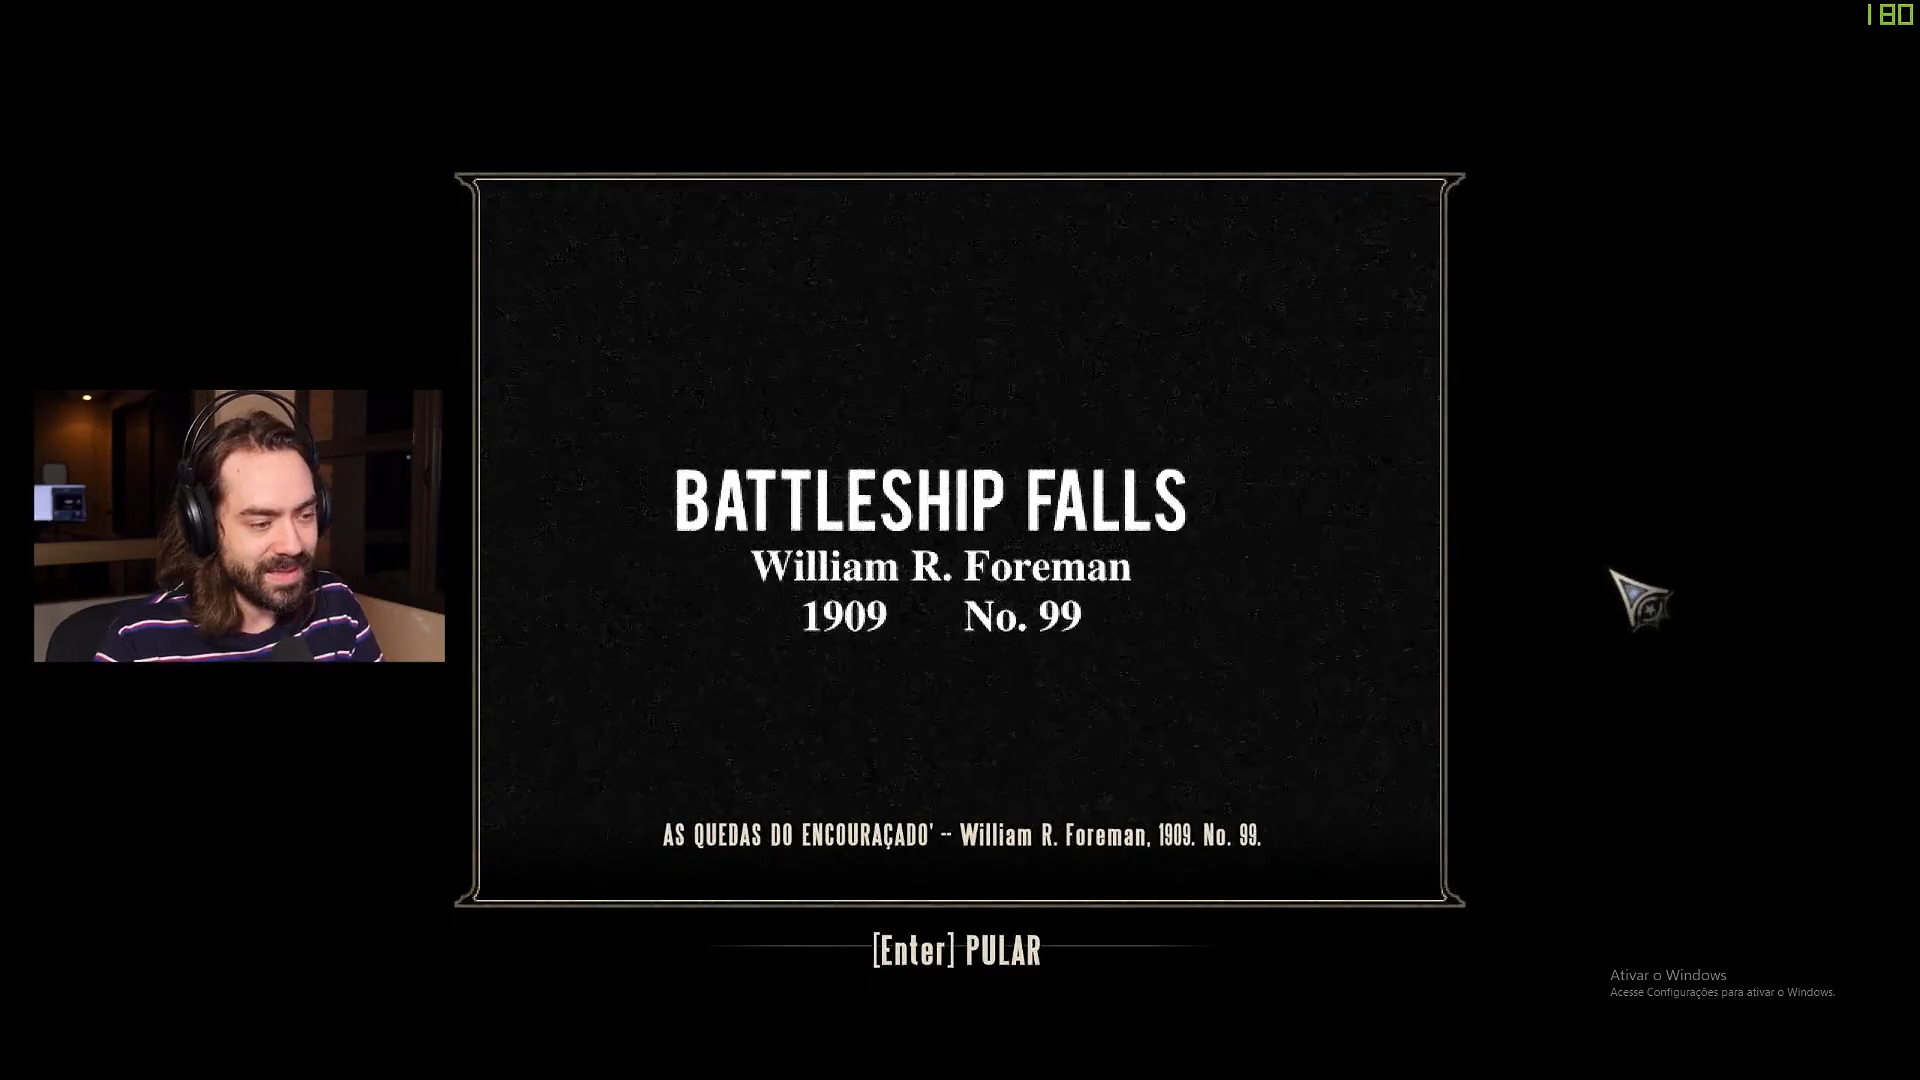 180
BATTLESHIP FALLS
William R. Foreman
1909 No. 99
AS QUEDAS DO ENCOURAÇADO' -- William R. Foreman, 1909. No. 99.
[Enter] PULAR
Ativar o Windows
Acesse Configurações para ativar o Windows.